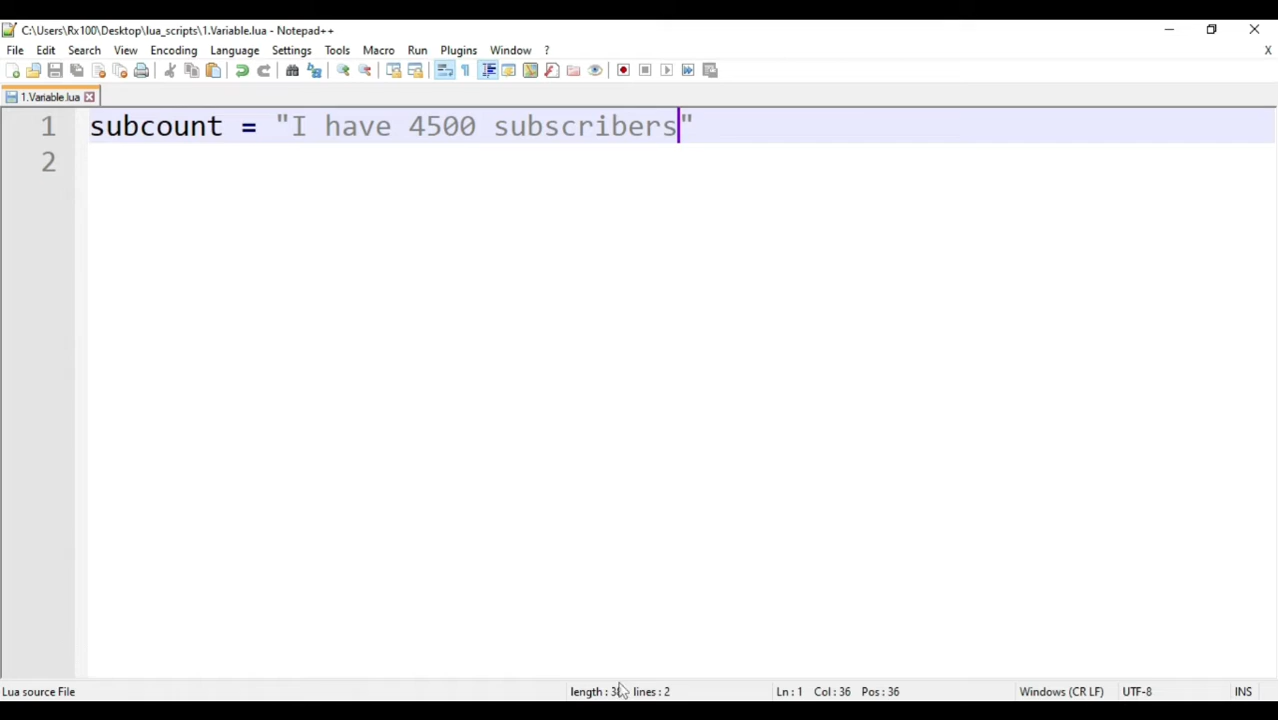 C:\Users\Rx100\Desktop\lua_scripts\1.Variable.lua - Notepad++
File Edit Search View Encoding Language Settings Tools Macro Run Plugins Window ? X
1.Variable.lua
1 subcount = "I have 4500 subscribers"
2
Lua source File length : lines : 2 Ln : 1 Col : 36 Pos : 36 Windows (CR LF) UTF-8 INS